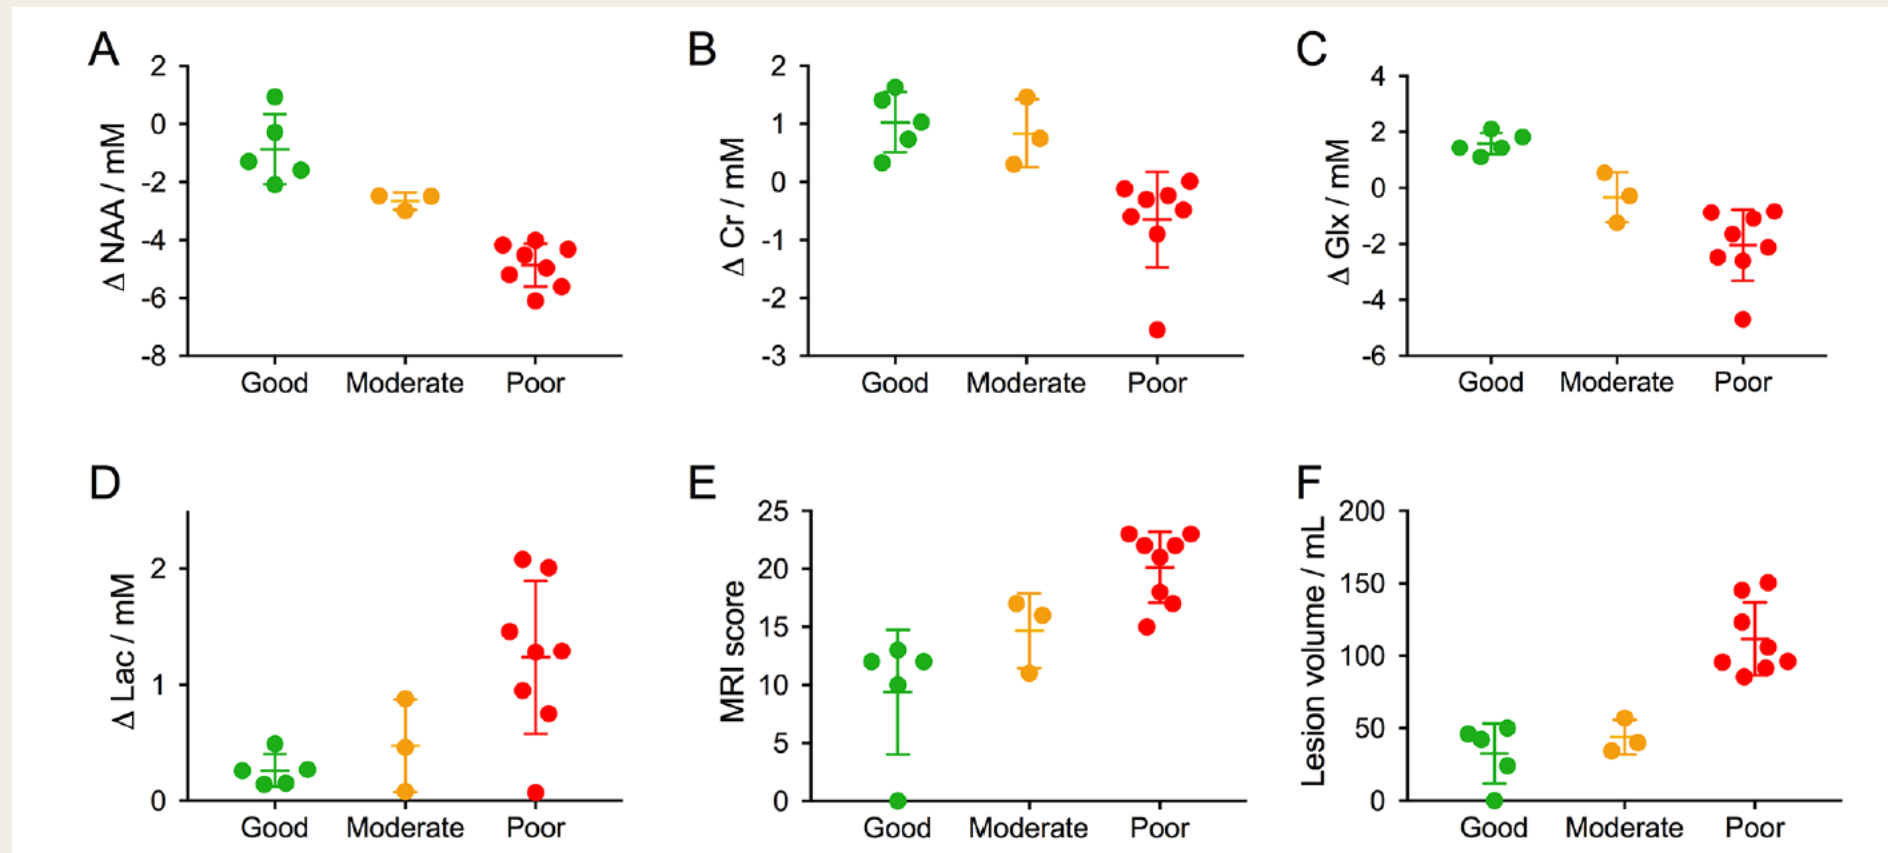 A
Δ NAA / mM
2
0
-2
-4
-6
-8
Good Moderate Poor
B
Δ Cr / mM
2
1
0
-1
-2
-3
Good Moderate Poor
C
Δ Glx / mM
4
2
0
-2
-4
-6
Good Moderate Poor
D
Δ Lac / mM
2
1
0
Good Moderate Poor
E
MRI score
25
20
15
10
5
0
Good Moderate Poor
F
Lesion volume / mL
200
150
100
50
0
Good Moderate Poor